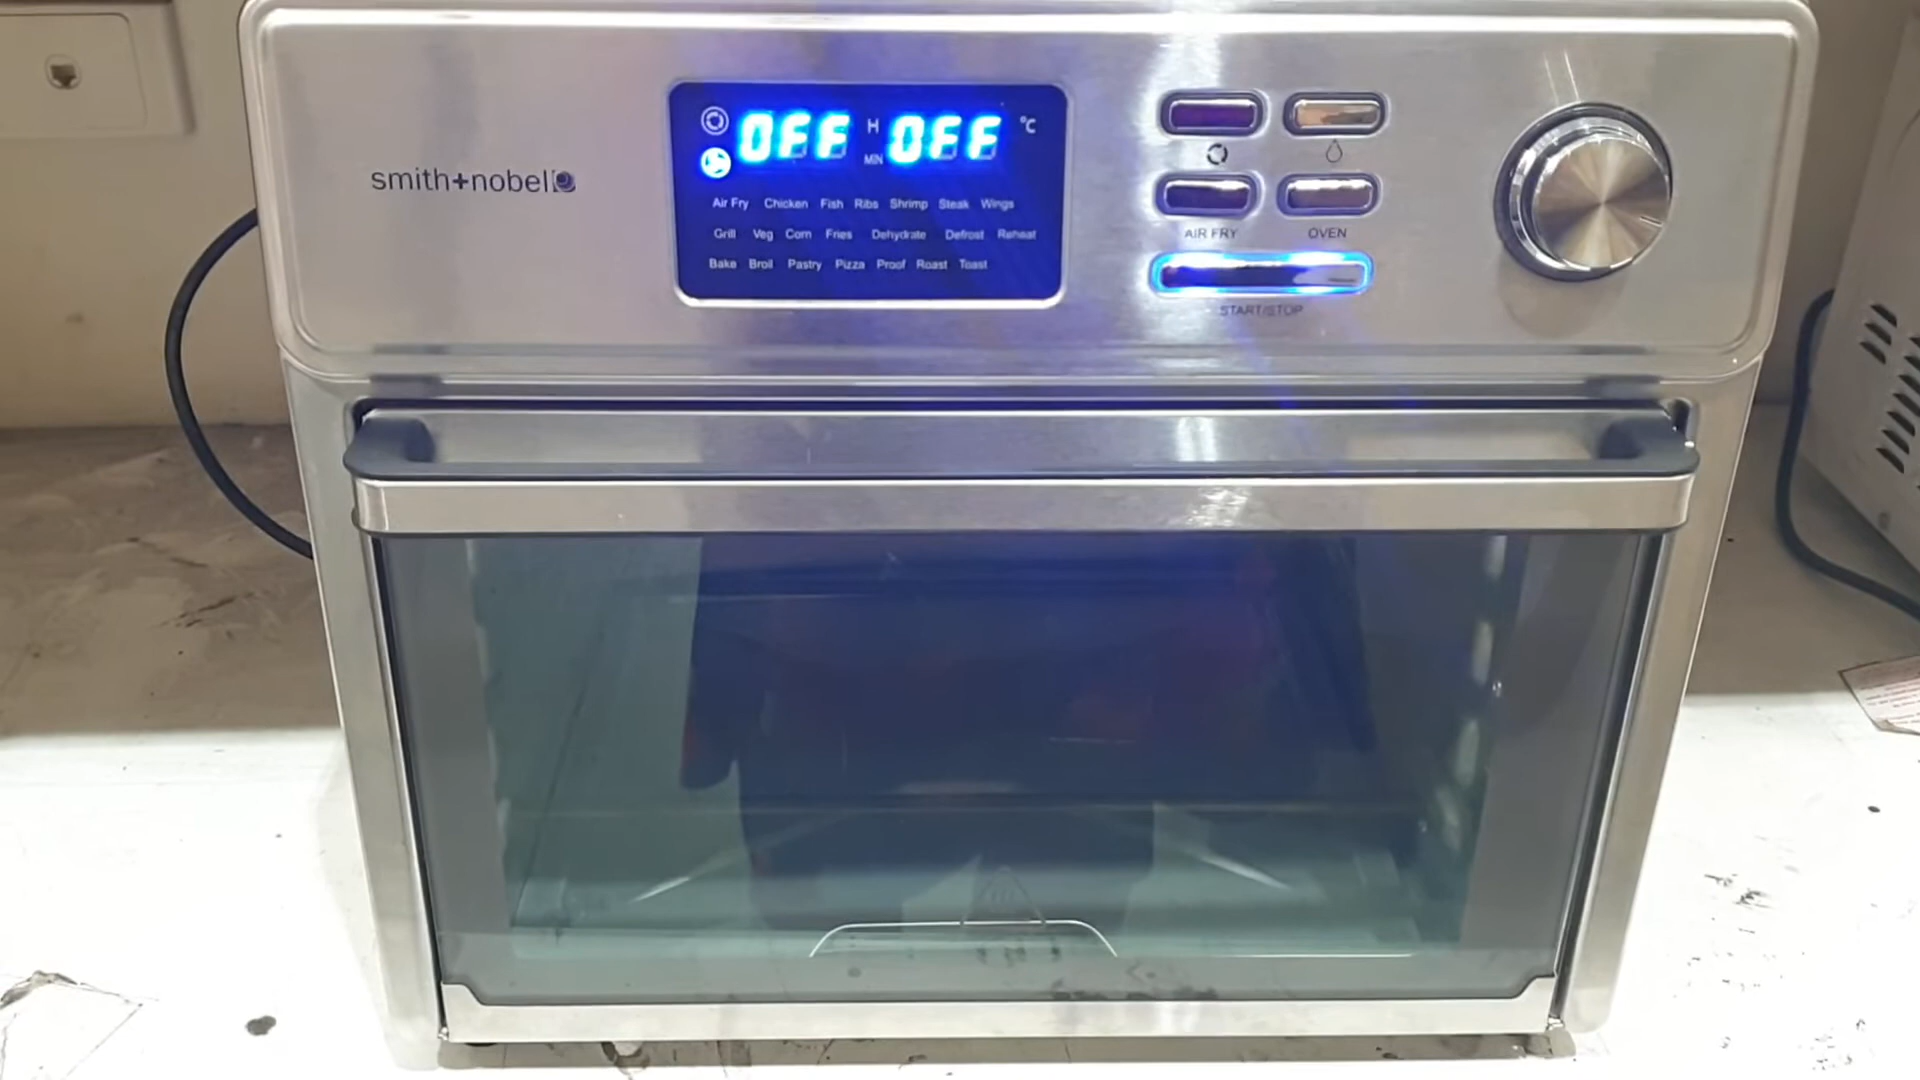 smith+nobel
OFF H OFF °C
MIN
Air Fry Chicken Fish Ribs Shrimp Steak Wings
Grill Veg Corn Fries Dehydrate Defrost Reheat
Bake Broil Pastry Pizza Proof Roast Toast
AIR FRY OVEN
START/STOP